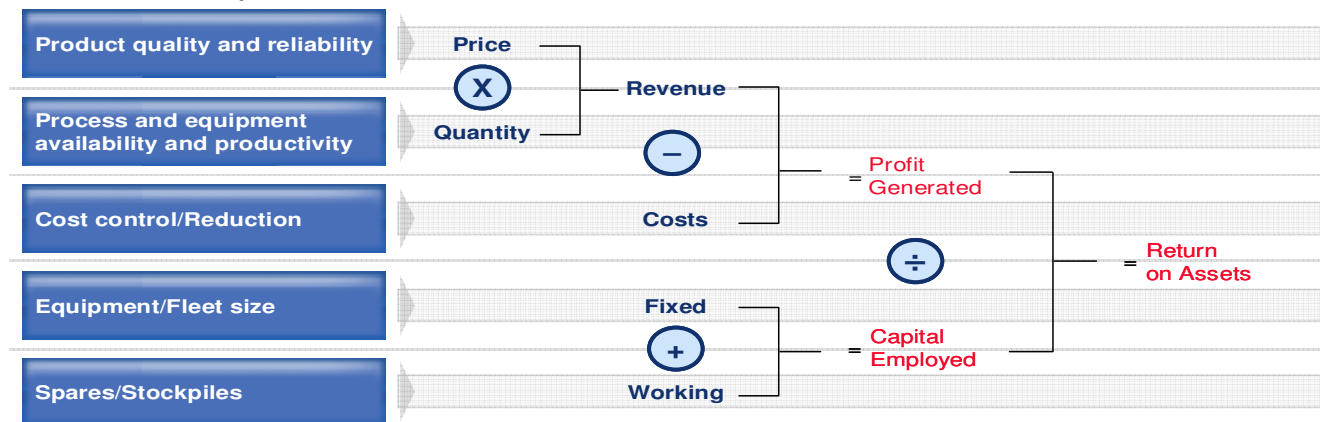 Product quality and reliability
Price
X
Revenue
Process and equipment
availability and productivity
Quantity
−
= Profit
Generated
Cost control/Reduction
Costs
÷
= Return
on Assets
Equipment/Fleet size
Fixed
+
= Capital
Employed
Spares/Stockpiles
Working